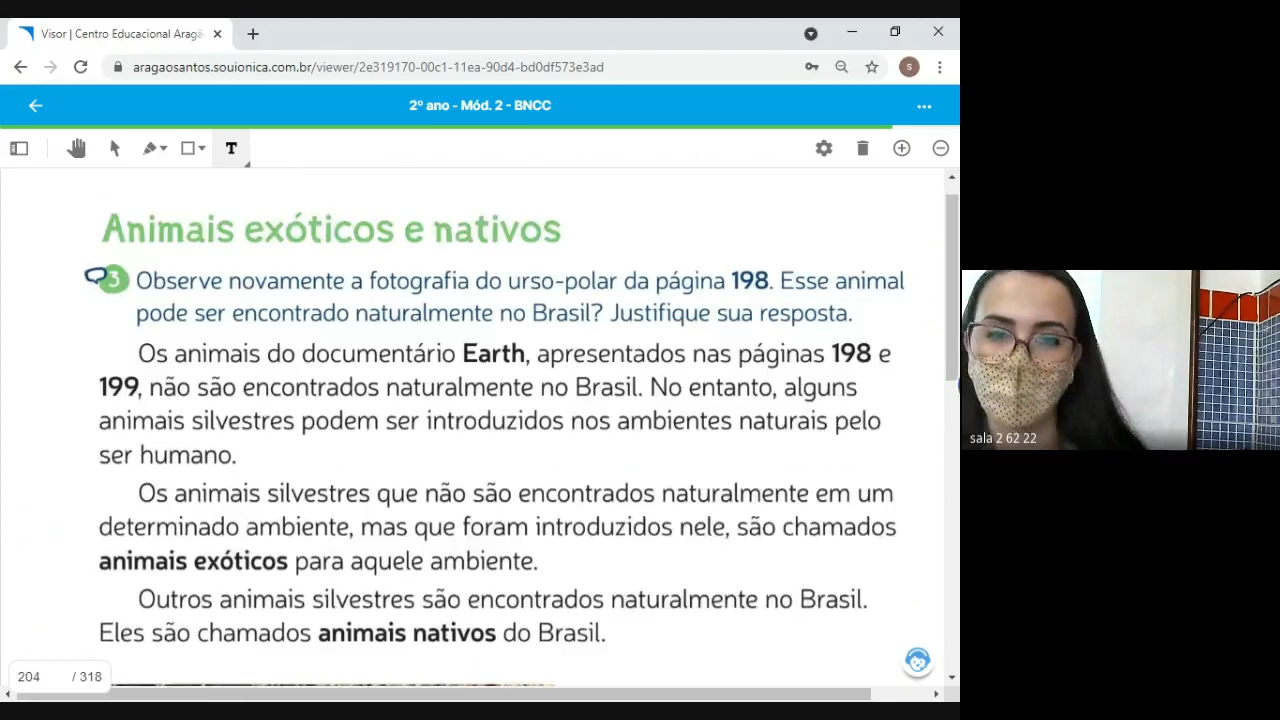 Visor | Centro Educacional Aragã
aragaosantos.souionica.com.br/viewer/2e319170-00c1-11ea-90d4-bd0df573e3ad
S
2º ano - Mód. 2 - BNCC
T
Animais exóticos e nativos
3 Observe novamente a fotografia do urso-polar da página 198. Esse animal
pode ser encontrado naturalmente no Brasil? Justifique sua resposta.
Os animais do documentário Earth, apresentados nas páginas 198 e
199, não são encontrados naturalmente no Brasil. No entanto, alguns
animais silvestres podem ser introduzidos nos ambientes naturais pelo
ser humano.
Os animais silvestres que não são encontrados naturalmente em um
determinado ambiente, mas que foram introduzidos nele, são chamados
animais exóticos para aquele ambiente.
Outros animais silvestres são encontrados naturalmente no Brasil.
Eles são chamados animais nativos do Brasil.
204 / 318
sala 2 62 22